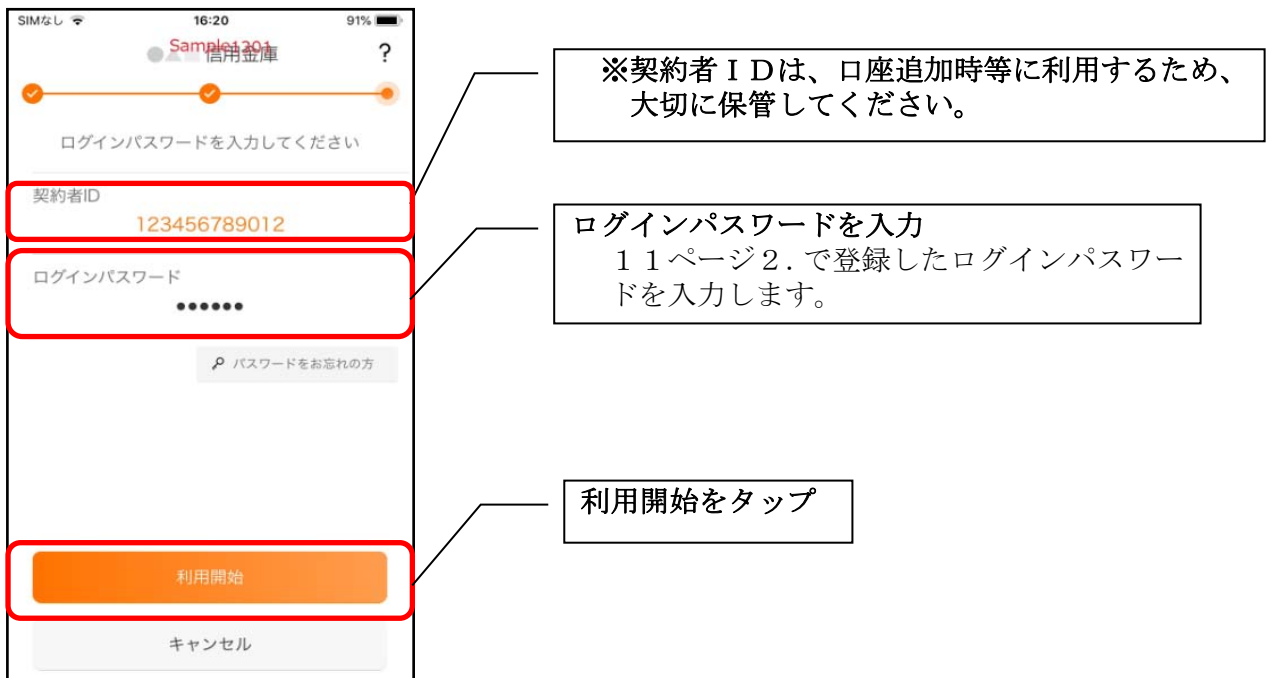 SIMなし 16:20 91%
Sample1201
信用金庫 ?
ログインパスワードを入力してください
契約者ID
123456789012
ログインパスワード
••••••
パスワードをお忘れの方
利用開始
キャンセル
※契約者ＩＤは、口座追加時等に利用するため、
大切に保管してください。
ログインパスワードを入力
１１ページ２．で登録したログインパスワー
ドを入力します。
利用開始をタップ